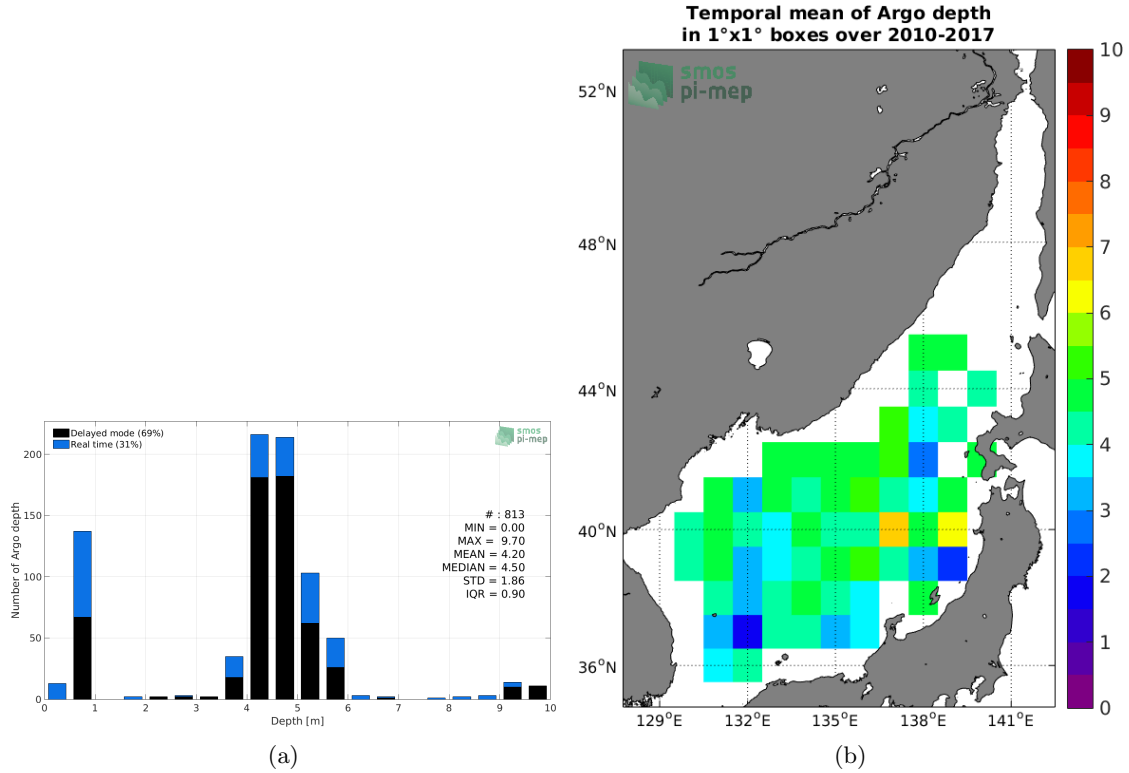 Temporal mean of Argo depth
in 1°x1° boxes over 2010-2017
smos
pi-mep
52°N
48°N
44°N
40°N
36°N
129°E
132°E
135°E
138°E
141°E
10
9
8
7
6
5
4
3
2
1
0
Delayed mode (69%)
Real time (31%)
smos
pi-mep
# : 813
MIN = 0.00
MAX = 9.70
MEAN = 4.20
MEDIAN = 4.50
STD = 1.86
IQR = 0.90
Number of Argo depth
200
150
100
50
0
0 1 2 3 4 5 6 7 8 9 10
Depth [m]
(a)
(b)